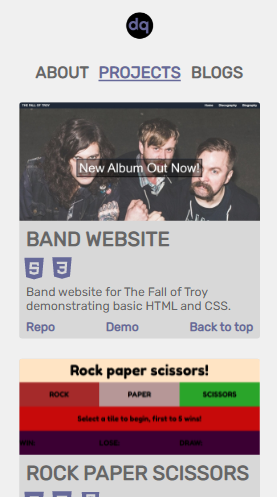 dq
ABOUT PROJECTS BLOGS
THE FALL OF TROY
Home Discography Biography
New Album Out Now!
BAND WEBSITE
5 3
Band website for The Fall of Troy
demonstrating basic HTML and CSS.
Repo Demo Back to top
Rock paper scissors!
ROCK PAPER SCISSORS
Select a tile to begin, first to 5 wins!
WIN: LOSE: DRAW:
ROCK PAPER SCISSORS